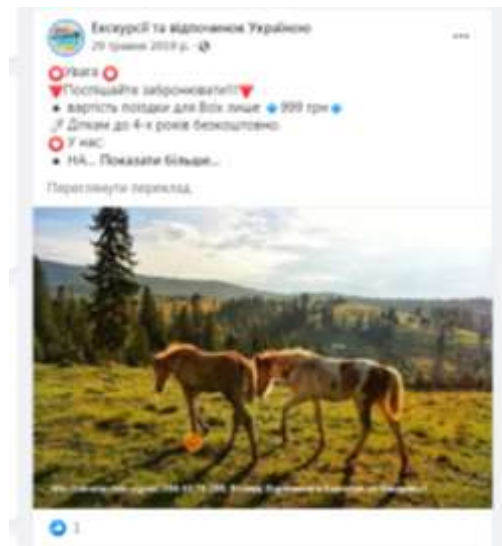 Екскурсії та відпочинок Україною
29 травня 2019 р.
Увага
Поспішайте забронювати!!!
вартість поїздки для Всіх лише 999 грн
Діткам до 4-х років безкоштовно.
У нас:
НА... Показати більше...
Переглянути переклад
1